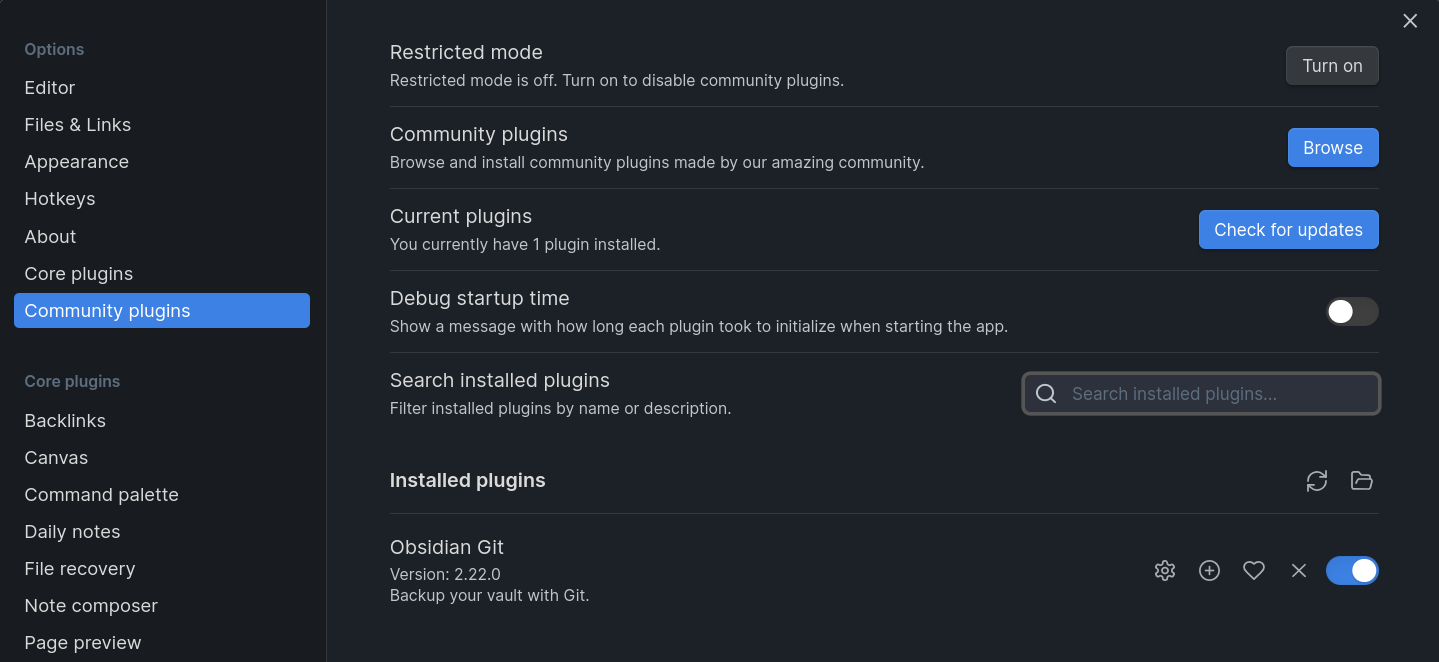 Options
Editor
Files & Links
Appearance
Hotkeys
About
Core plugins
Community plugins
Core plugins
Backlinks
Canvas
Command palette
Daily notes
File recovery
Note composer
Page preview
Restricted mode
Restricted mode is off. Turn on to disable community plugins.
Turn on
Community plugins
Browse and install community plugins made by our amazing community.
Browse
Current plugins
You currently have 1 plugin installed.
Check for updates
Debug startup time
Show a message with how long each plugin took to initialize when starting the app.
Search installed plugins
Filter installed plugins by name or description.
Search installed plugins...
Installed plugins
Obsidian Git
Version: 2.22.0
Backup your vault with Git.